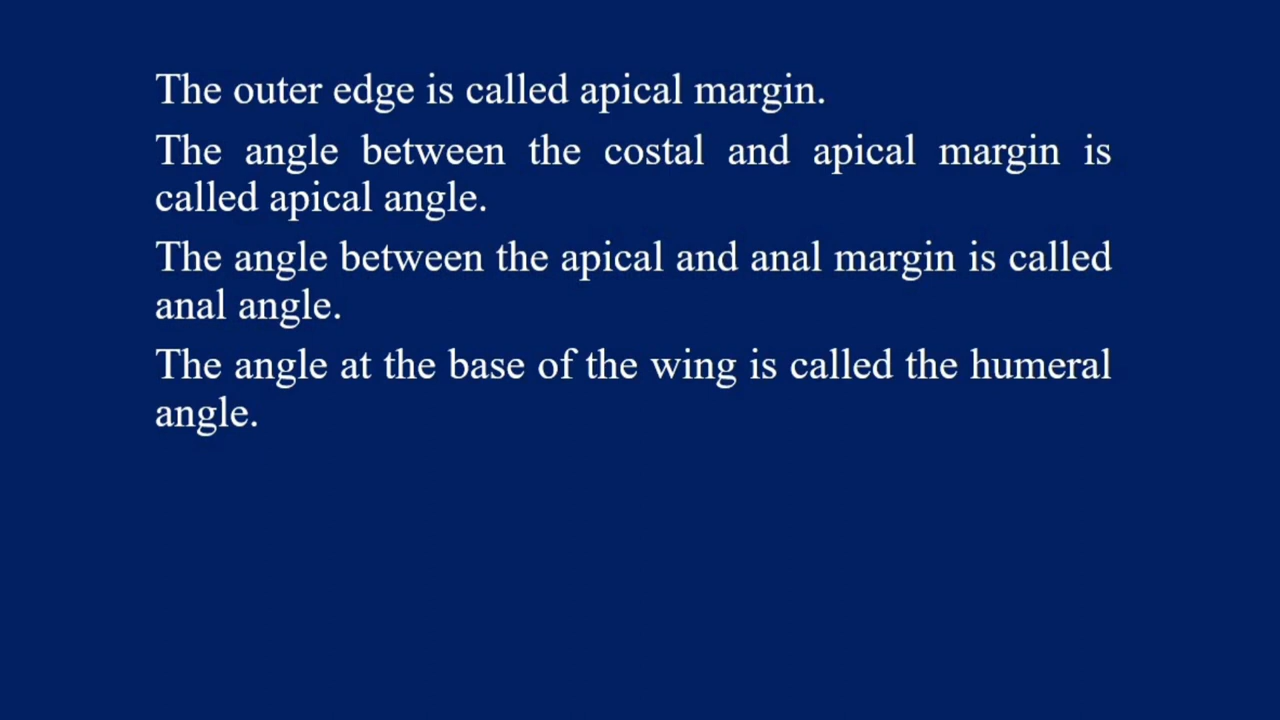 The outer edge is called apical margin.
The angle between the costal and apical margin is
called apical angle.
The angle between the apical and anal margin is called
anal angle.
The angle at the base of the wing is called the humeral
angle.